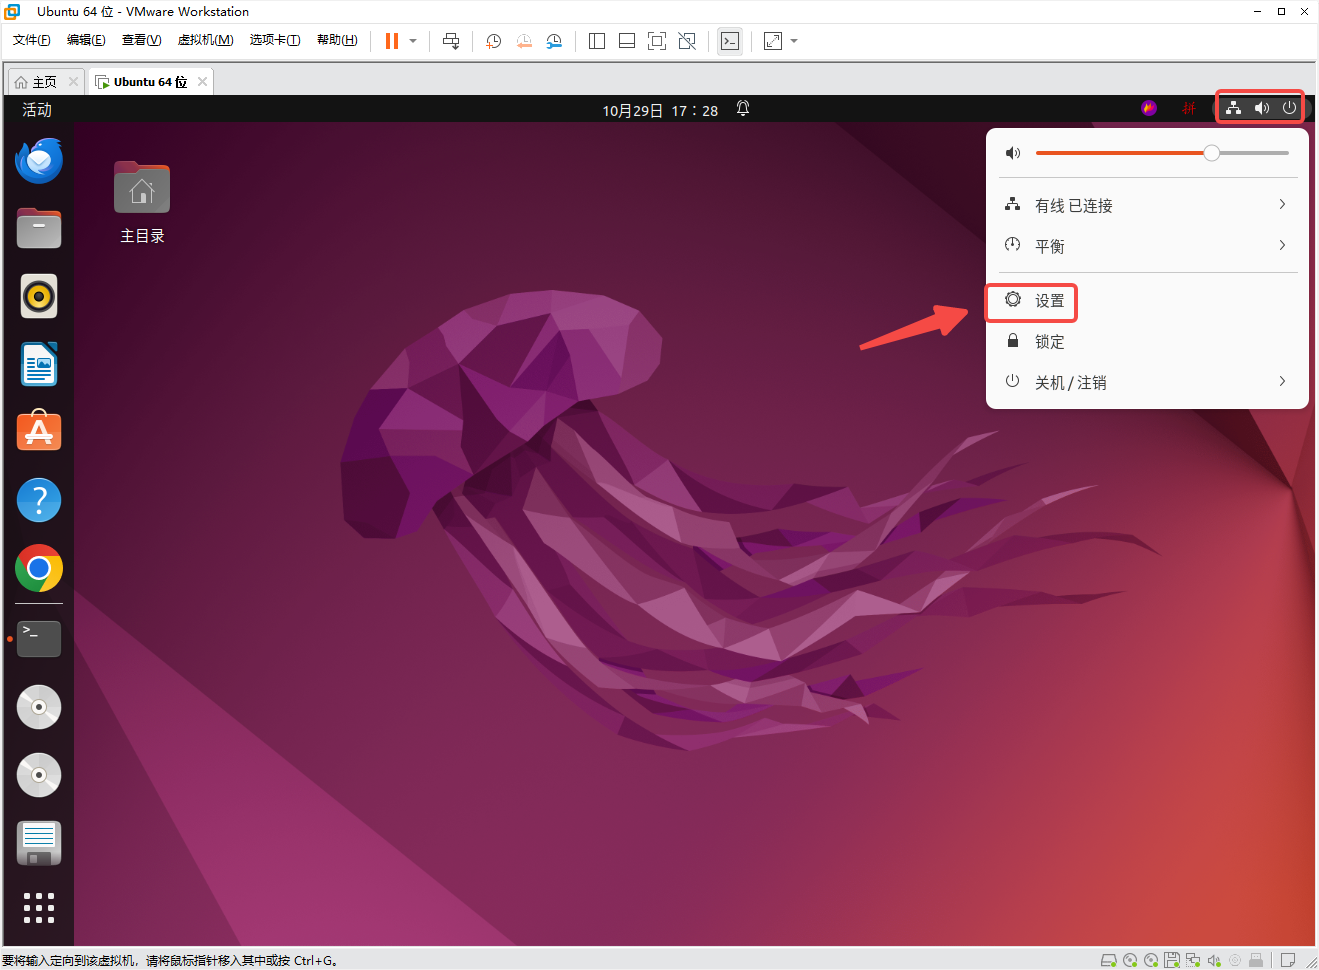 Ubuntu 64 位 - VMware Workstation
文件(F) 编辑(E) 查看(V) 虚拟机(M) 选项卡(T) 帮助(H)
主页 Ubuntu 64 位
活动 10月29日 17：28 拼
主目录
有线 已连接
平衡
设置
锁定
关机 / 注销
要将输入定向到该虚拟机，请将鼠标指针移入其中或按 Ctrl+G。